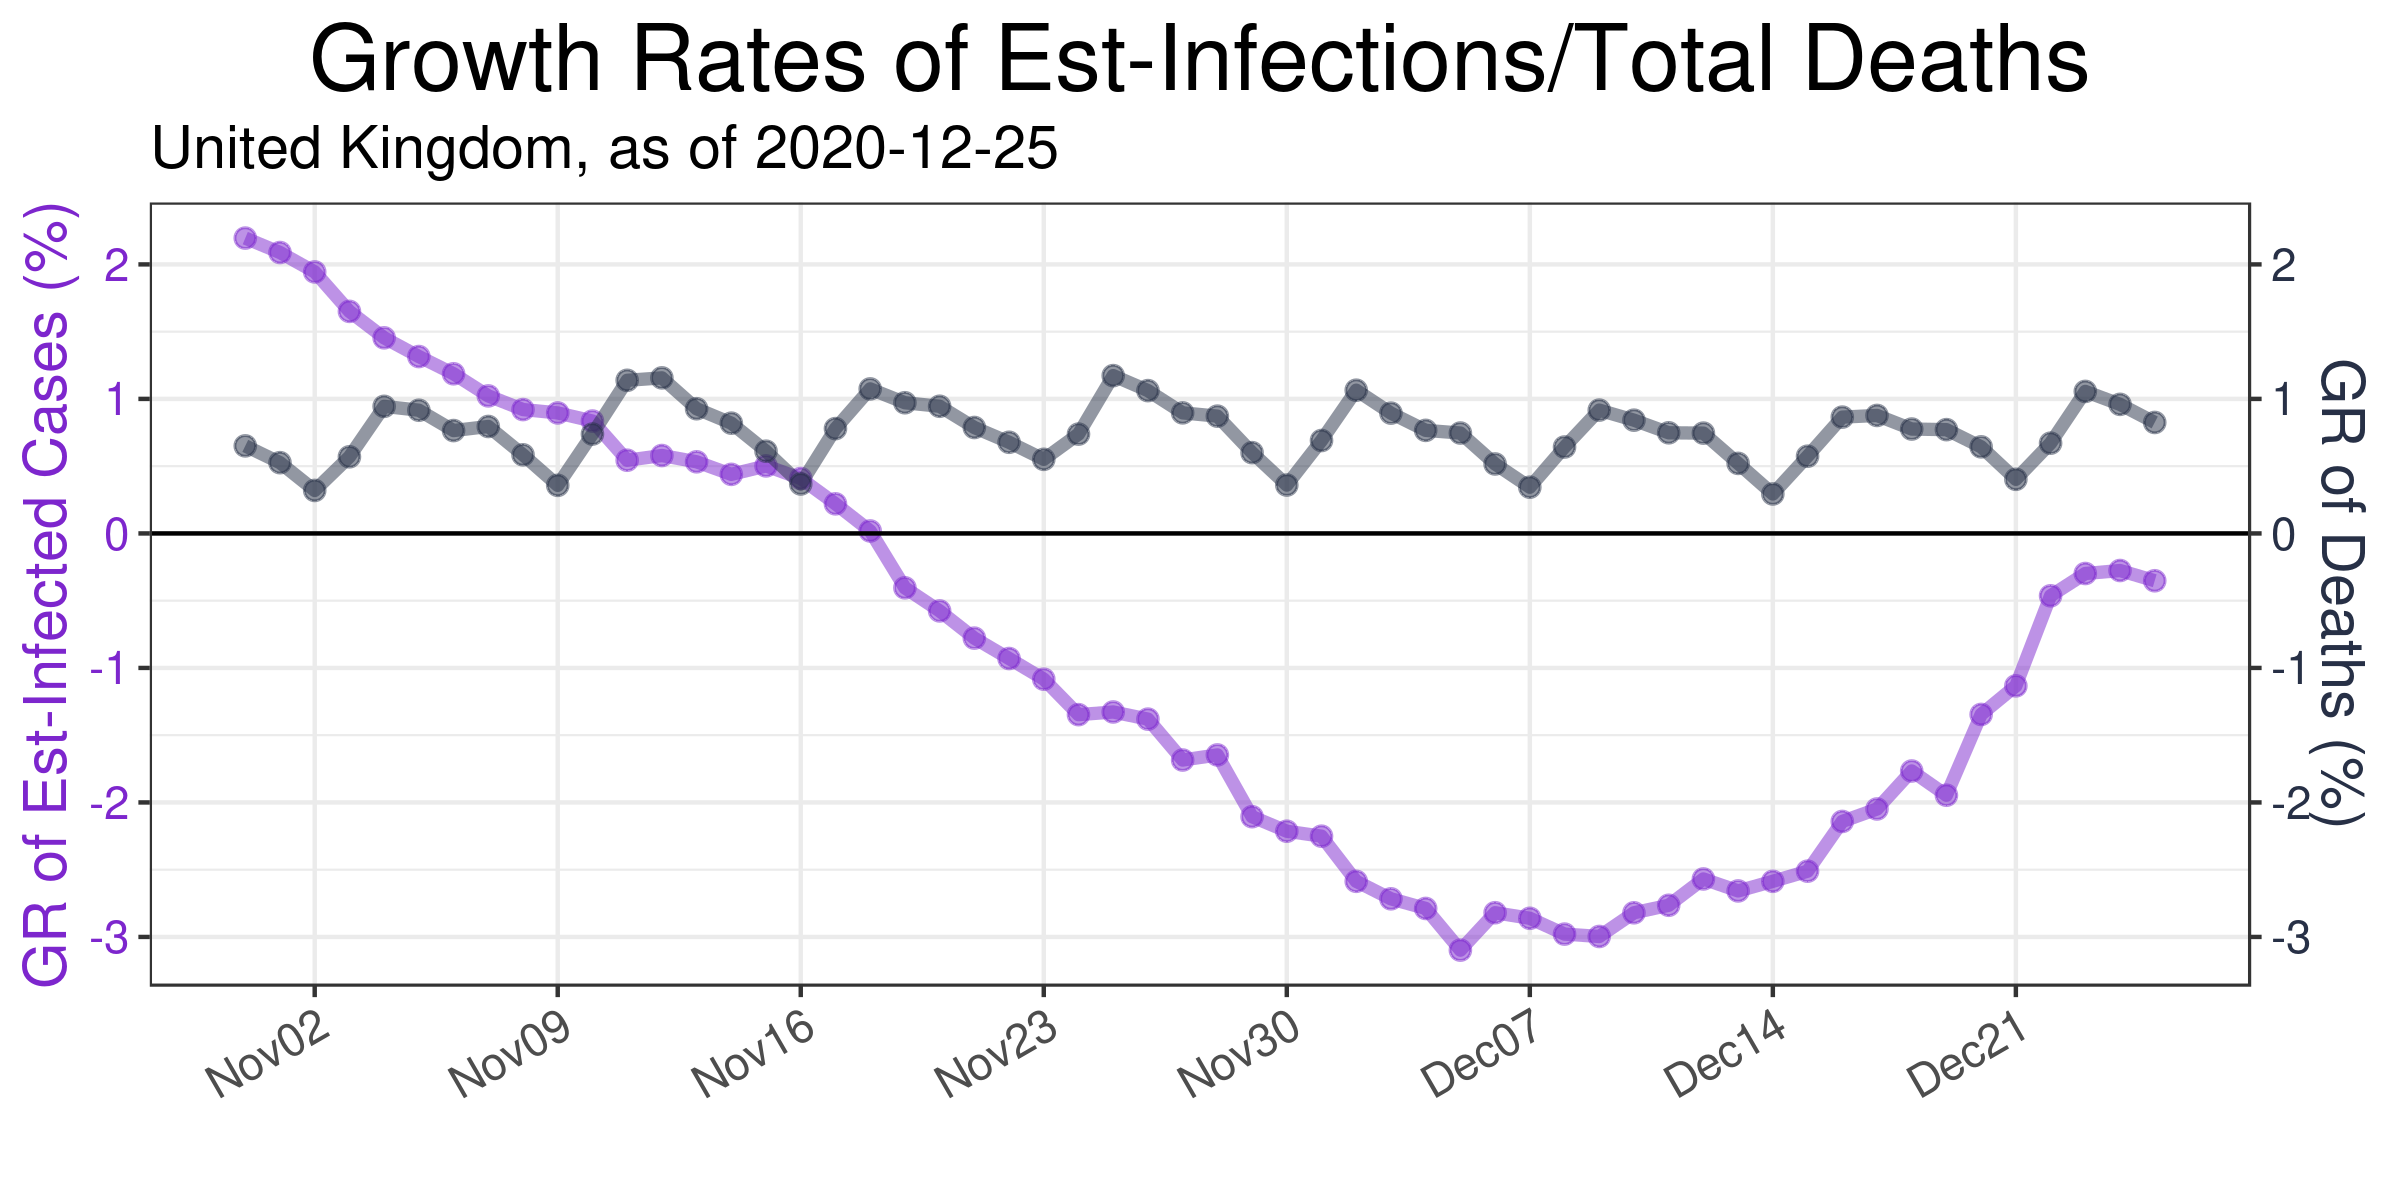 Growth Rates of Est-Infections/Total Deaths
United Kingdom, as of 2020-12-25
GR of Est-Infected Cases (%)
2
1
0
-1
-2
-3
2
1
0
-1
-2
-3
GR of Deaths (%)
Nov02
Nov09
Nov16
Nov23
Nov30
Dec07
Dec14
Dec21